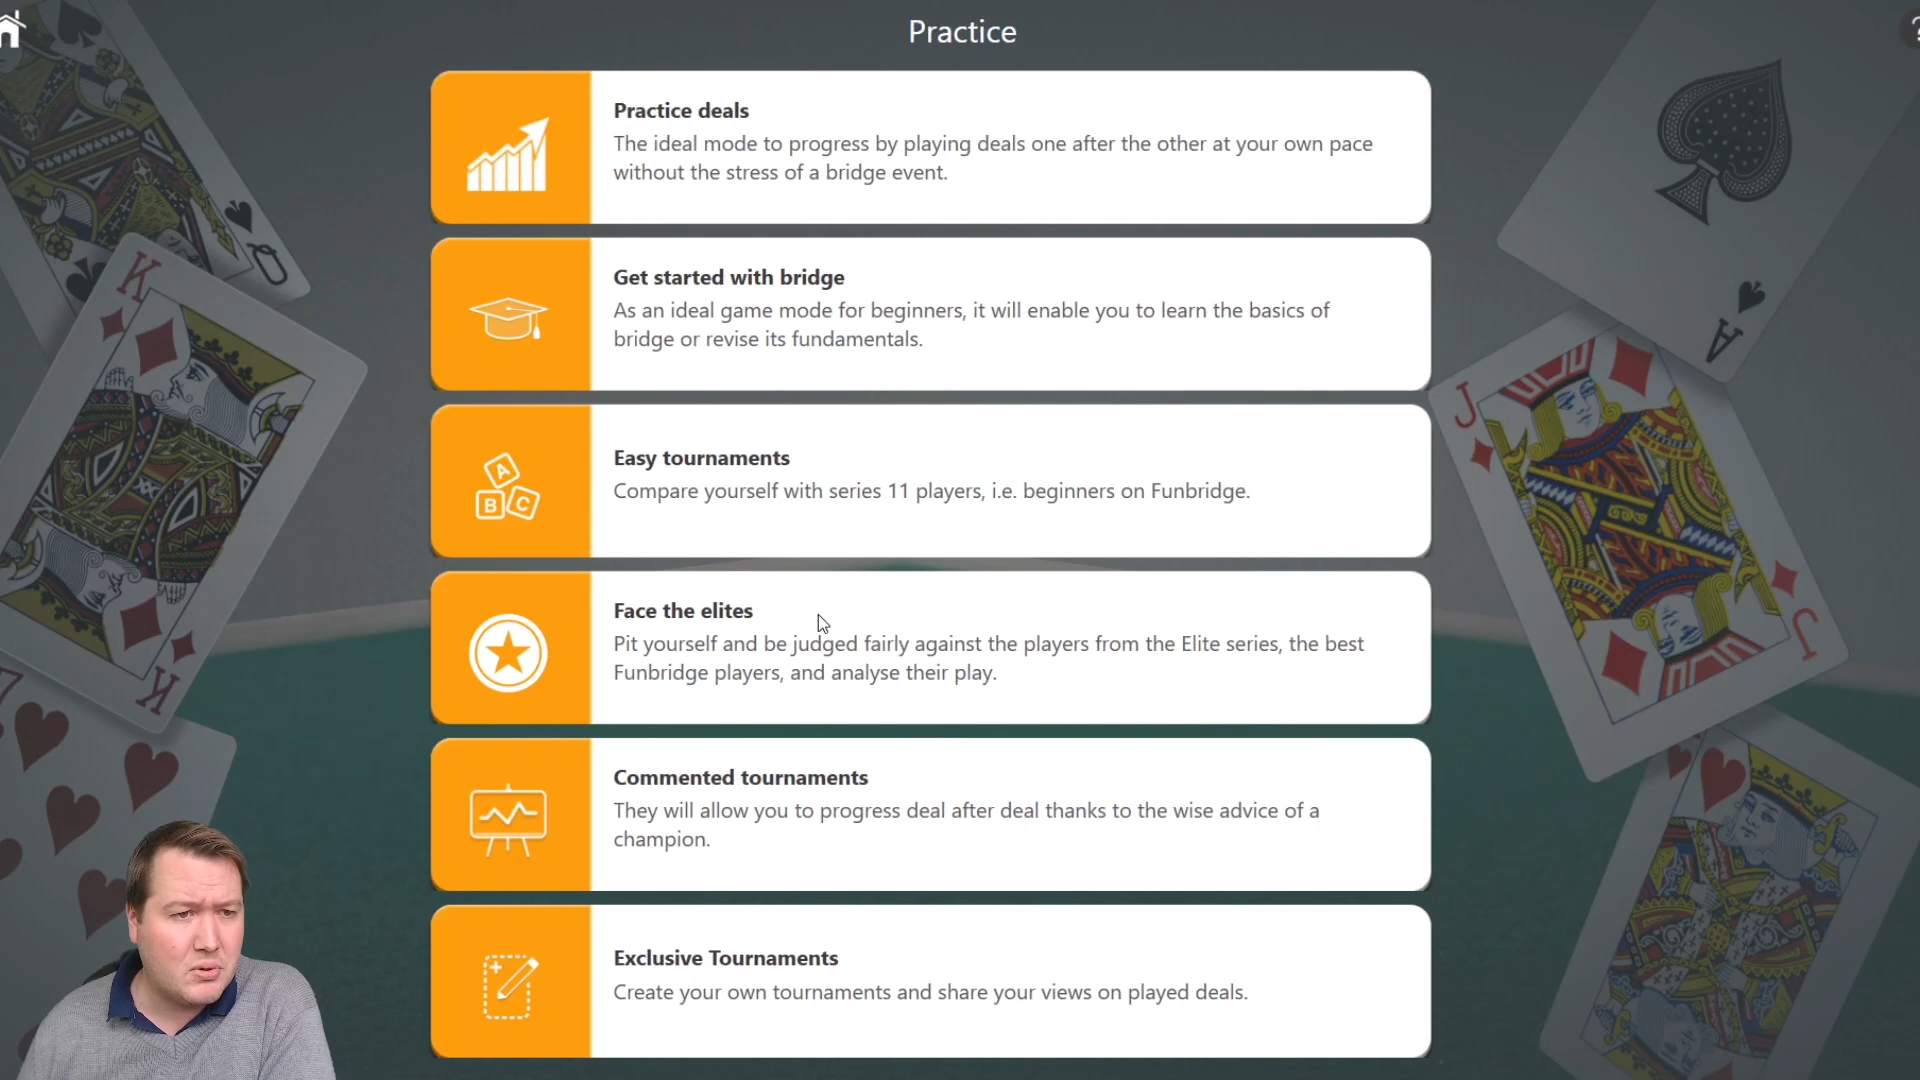 Practice
?
Practice deals
The ideal mode to progress by playing deals one after the other at your own pace
without the stress of a bridge event.
Get started with bridge
As an ideal game mode for beginners, it will enable you to learn the basics of
bridge or revise its fundamentals.
A
B C
Easy tournaments
Compare yourself with series 11 players, i.e. beginners on Funbridge.
Face the elites
Pit yourself and be judged fairly against the players from the Elite series, the best
Funbridge players, and analyse their play.
Commented tournaments
They will allow you to progress deal after deal thanks to the wise advice of a
champion.
Exclusive Tournaments
Create your own tournaments and share your views on played deals.
Q
K
K
7
A
J
J